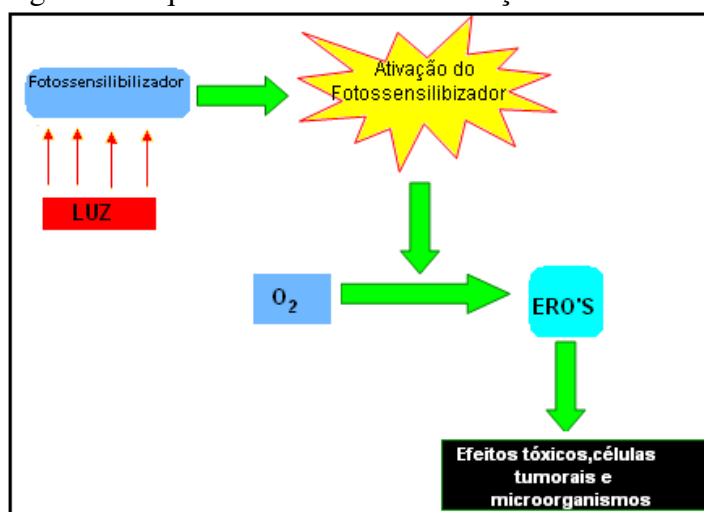 Fotossensilibilizador
Ativação do
Fotossensilibizador
LUZ
O2
ERO'S
Efeitos tóxicos,células
tumorais e
microorganismos